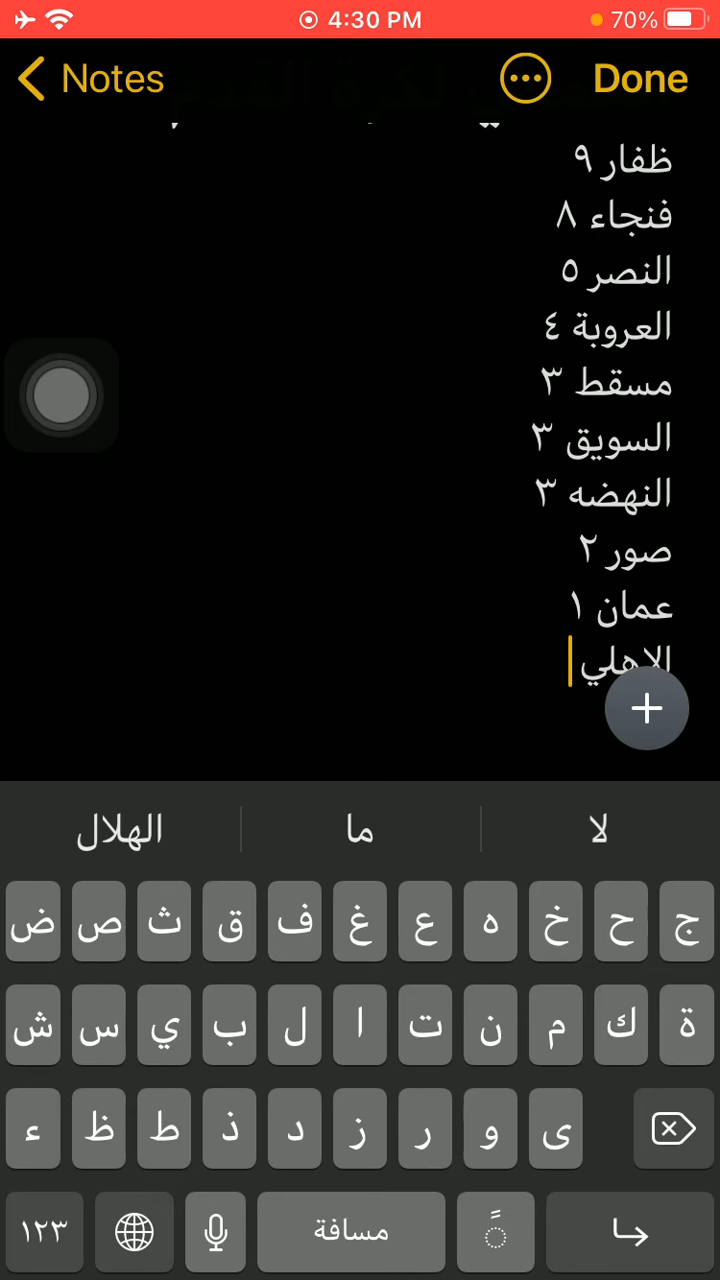 4:30 PM
70%
Notes
Done
ظفار ٩
فنجاء ٨
النصر ٥
العروبة ٤
مسقط ٣
السويق ٣
النهضه ٣
صور ٢
عمان ١
الاهلي
الهلال ما لا
ض ص ث ق ف غ ع ه خ ح ج
ش س ي ب ل ا ت ن م ك ة
ء ظ ط ذ د ز ر و ى
١٢٣ مسافة